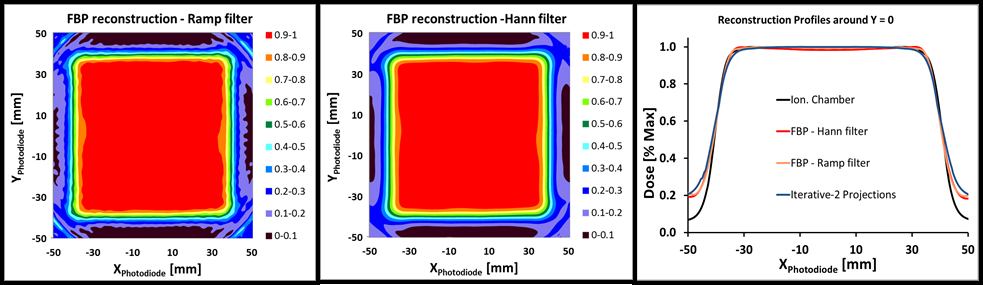 FBP reconstruction - Ramp filter
50
30
10
-10
-30
-50
YPhotodiode [mm]
-50 -30 -10 10 30 50
XPhotodiode [mm]
0.9-1
0.8-0.9
0.7-0.8
0.6-0.7
0.5-0.6
0.4-0.5
0.3-0.4
0.2-0.3
0.1-0.2
0-0.1
FBP reconstruction -Hann filter
50
30
10
-10
-30
-50
YPhotodiode [mm]
-50 -30 -10 10 30 50
XPhotodiode [mm]
0.9-1
0.8-0.9
0.7-0.8
0.6-0.7
0.5-0.6
0.4-0.5
0.3-0.4
0.2-0.3
0.1-0.2
0-0.1
Reconstruction Profiles around Y = 0
1.0
0.8
0.6
0.4
0.2
0.0
Dose [% Max]
Ion. Chamber
FBP - Hann filter
FBP - Ramp filter
Iterative-2 Projections
-50 -30 -10 10 30 50
XPhotodiode [mm]